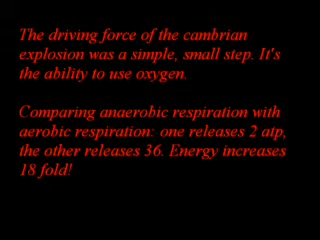 The driving force of the cambrian
explosion was a simple, small step. It's
the ability to use oxygen.
Comparing anaerobic respiration with
aerobic respiration: one releases 2 atp,
the other releases 36. Energy increases
18 fold!